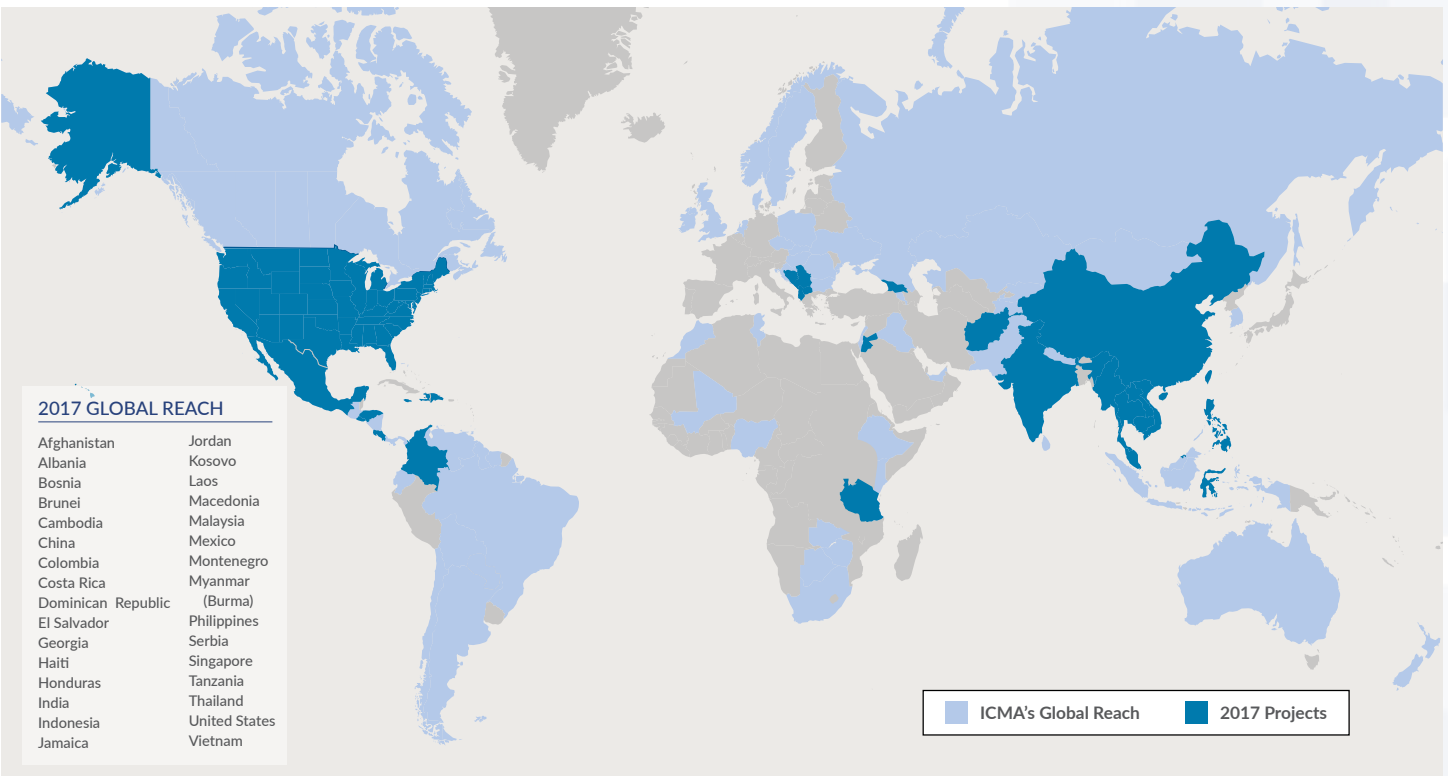 2017 GLOBAL REACH
Afghanistan
Albania
Bosnia
Brunei
Cambodia
China
Colombia
Costa Rica
Dominican Republic
El Salvador
Georgia
Haiti
Honduras
India
Indonesia
Jamaica
Jordan
Kosovo
Laos
Macedonia
Malaysia
Mexico
Montenegro
Myanmar
(Burma)
Philippines
Serbia
Singapore
Tanzania
Thailand
United States
Vietnam
ICMA's Global Reach
2017 Projects